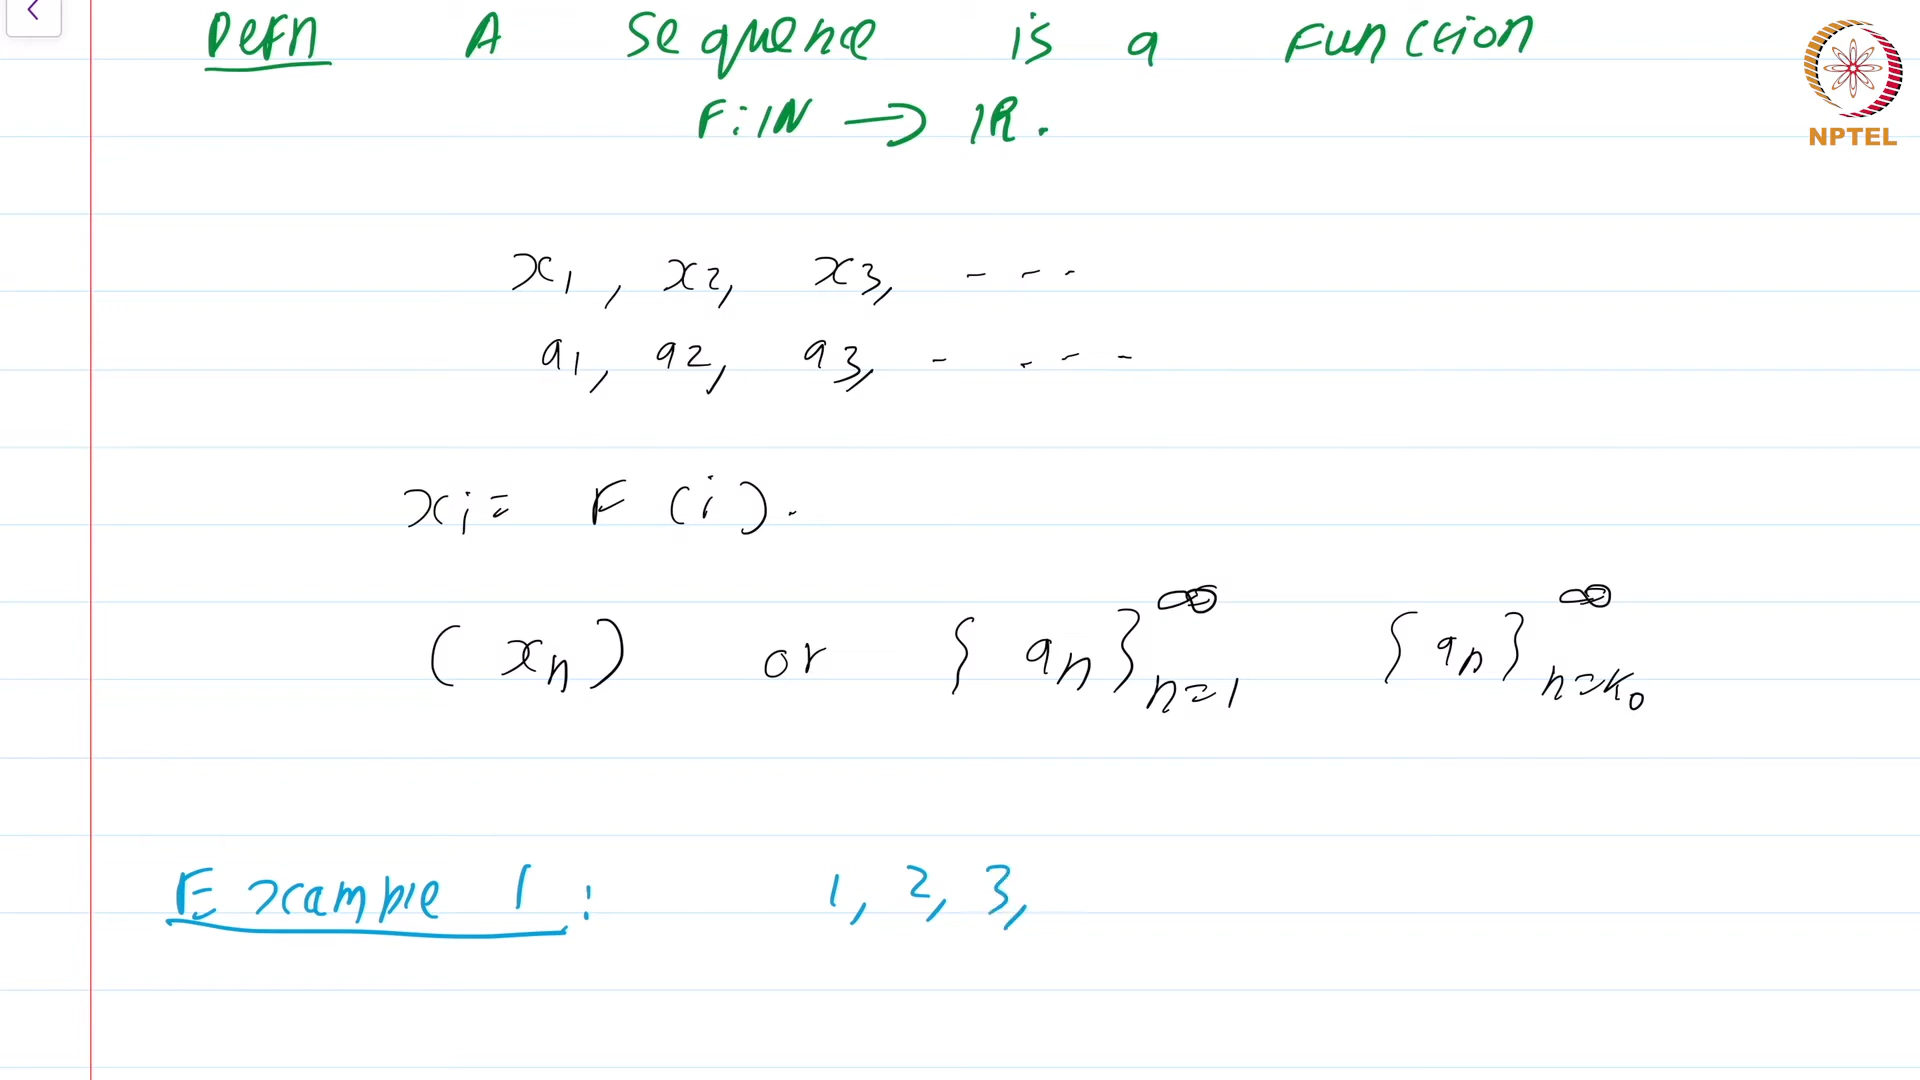 Defn A sequence is a function
F: ℕ → ℝ.
NPTEL
x₁, x₂, x₃, - - - -
a₁, a₂, a₃, - - - -
xᵢ = F(i).
(xₙ) or {aₙ}_{n=1}^{∞} {aₙ}_{n=k₀}^{∞}
Example 1: 1, 2, 3,